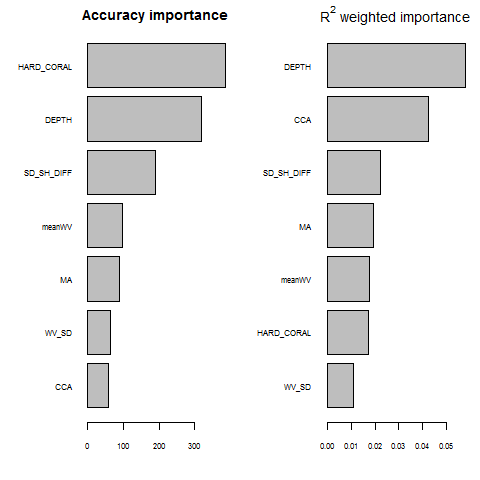 Accuracy importance
HARD_CORAL
DEPTH
SD_SH_DIFF
meanWV
MA
WV_SD
CCA
0 100 200 300
R2 weighted importance
DEPTH
CCA
SD_SH_DIFF
MA
meanWV
HARD_CORAL
WV_SD
0.00 0.01 0.02 0.03 0.04 0.05